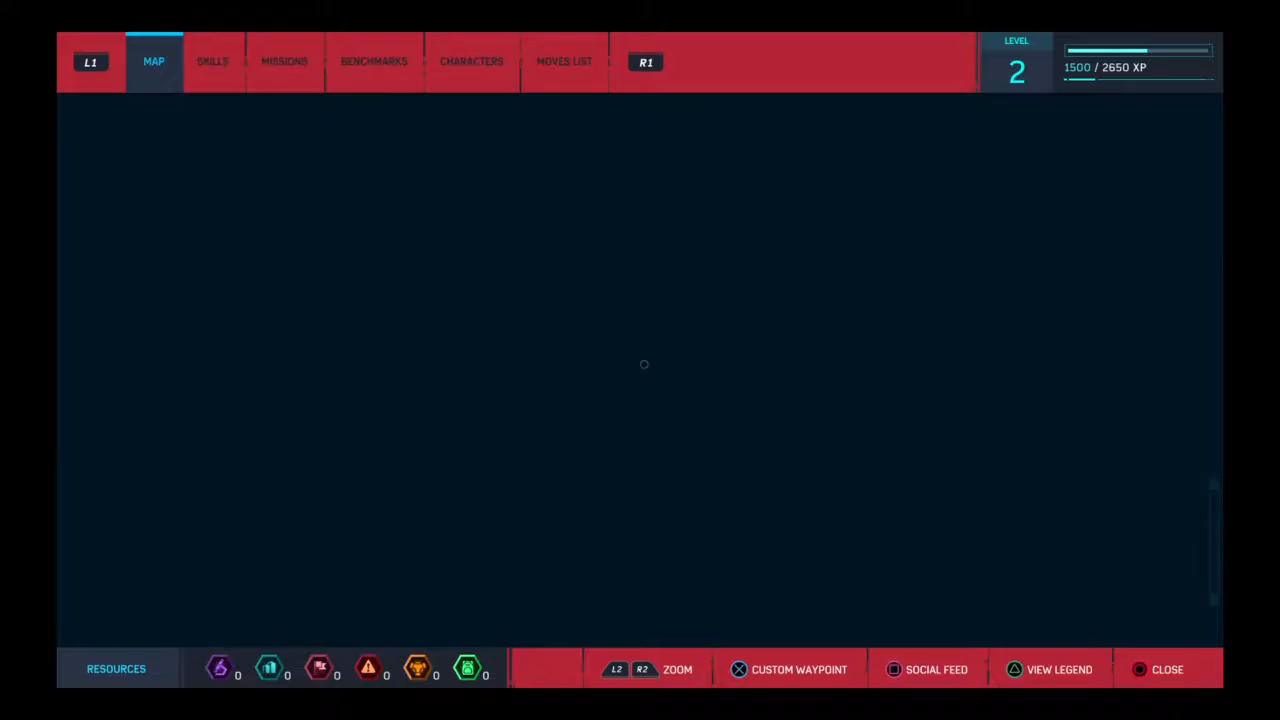 L1 MAP SKILLS MISSIONS BENCHMARKS CHARACTERS MOVES LIST R1
LEVEL
2
1500 / 2650 XP
RESOURCES 0 0 0 0 0 0 L2 R2 ZOOM CUSTOM WAYPOINT SOCIAL FEED VIEW LEGEND CLOSE